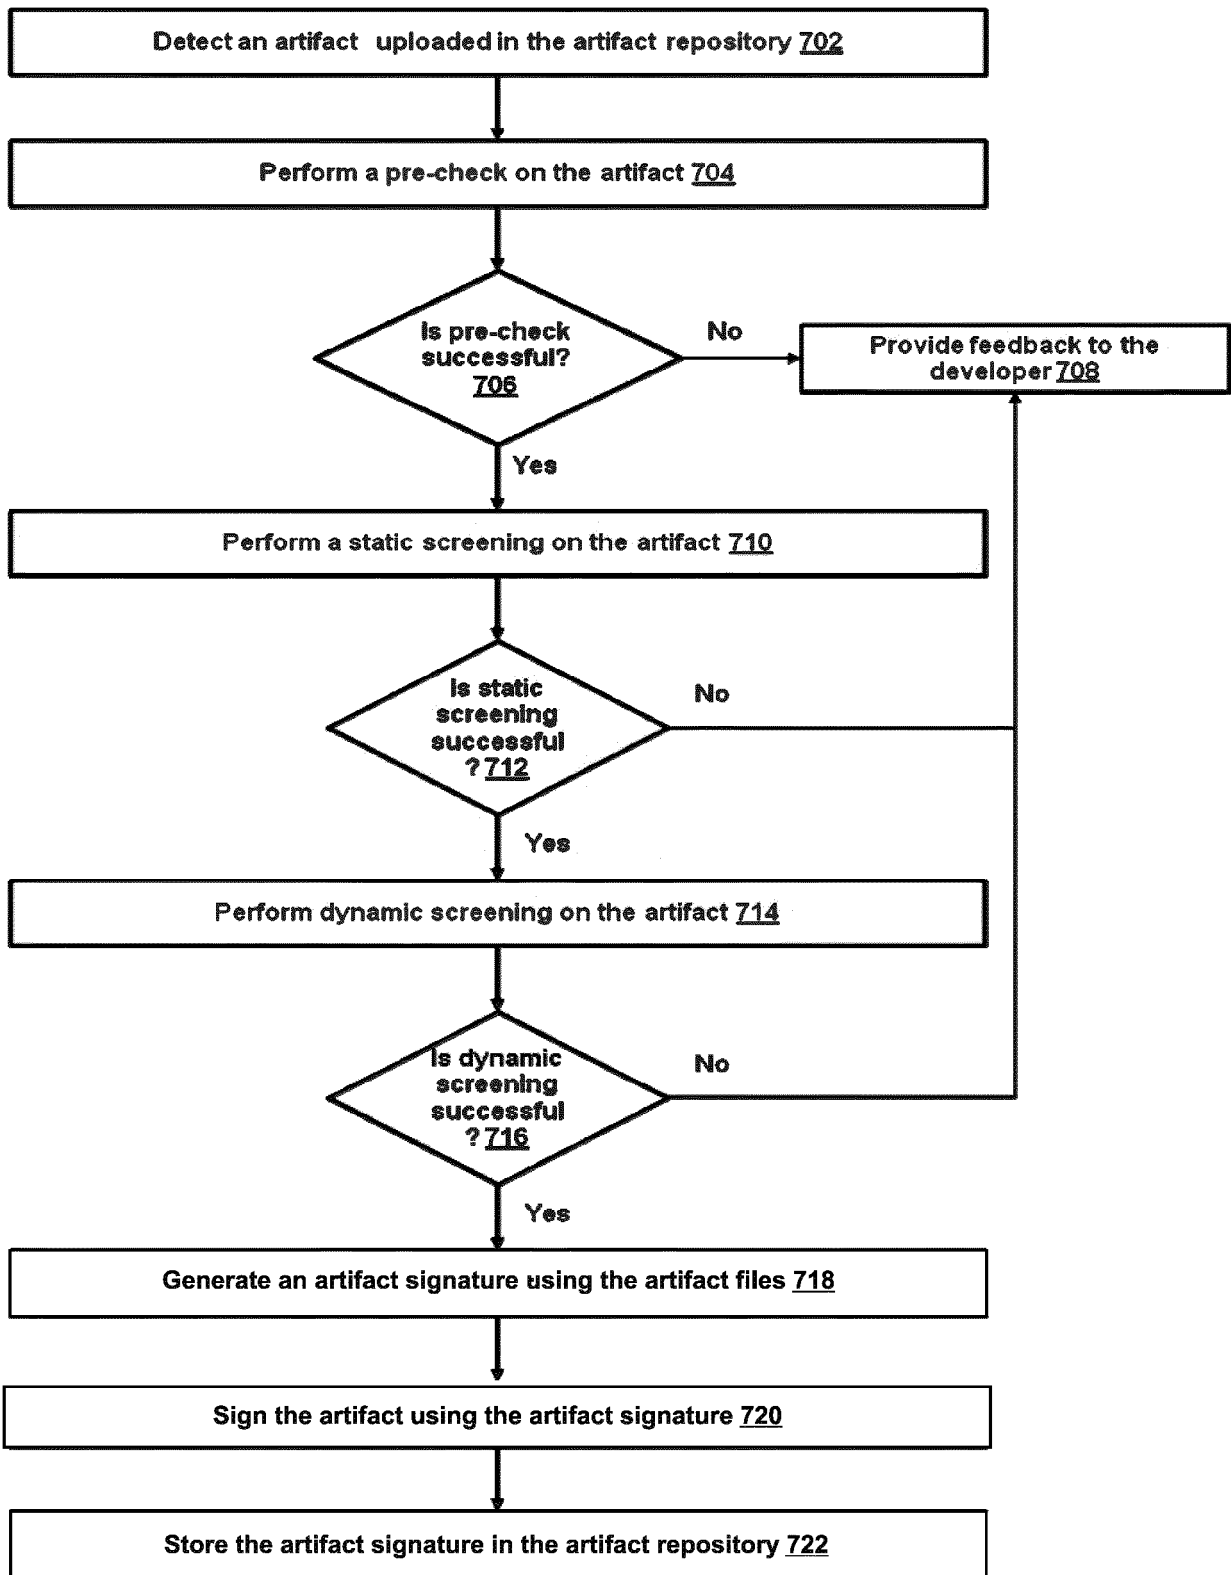 Detect an artifact uploaded in the artifact repository 702
Perform a pre-check on the artifact 704
Is pre-check
successful?
706
No
Provide feedback to the
developer 708
Yes
Perform a static screening on the artifact 710
Is static
screening
successful
? 712
No
Yes
Perform dynamic screening on the artifact 714
Is dynamic
screening
successful
? 716
No
Yes
Generate an artifact signature using the artifact files 718
Sign the artifact using the artifact signature 720
Store the artifact signature in the artifact repository 722